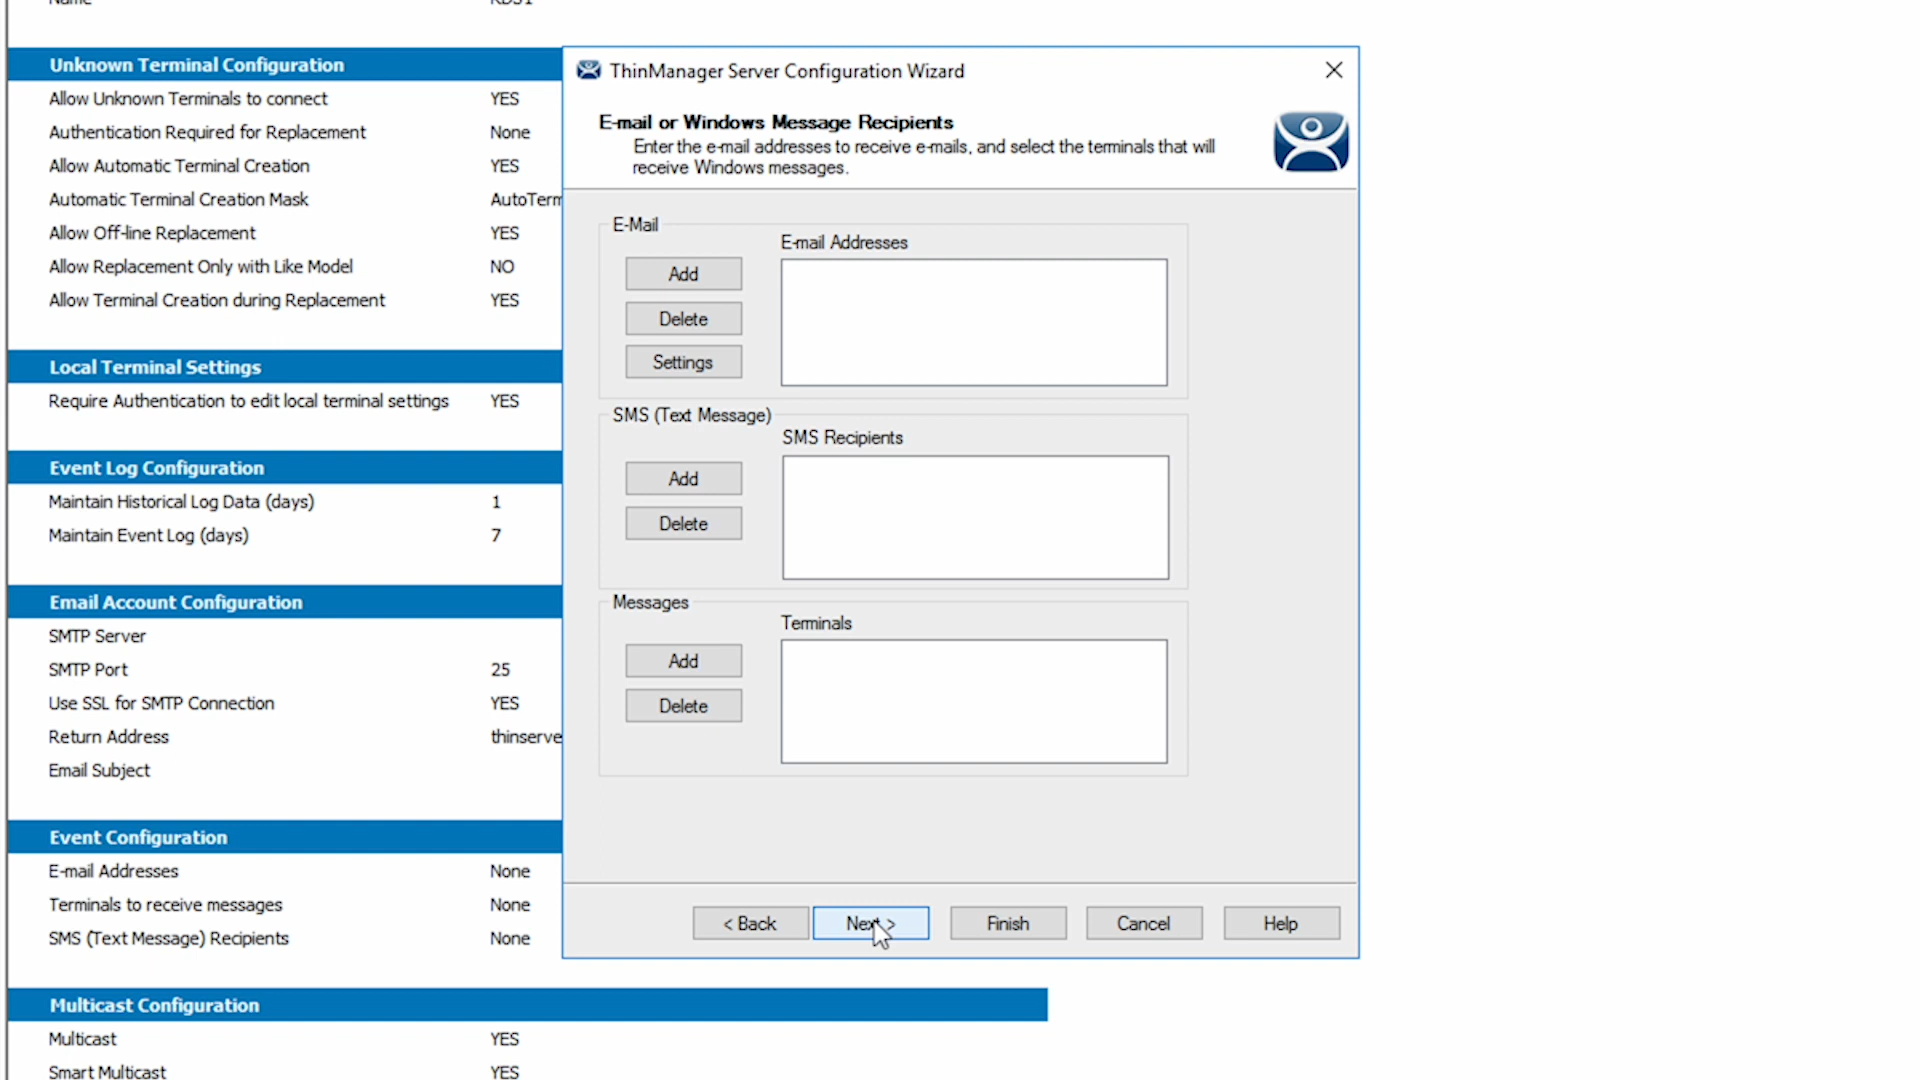 Unknown Terminal Configuration
Allow Unknown Terminals to connect YES
Authentication Required for Replacement None
Allow Automatic Terminal Creation YES
Automatic Terminal Creation Mask AutoTerm
Allow Off-line Replacement YES
Allow Replacement Only with Like Model NO
Allow Terminal Creation during Replacement YES
Local Terminal Settings
Require Authentication to edit local terminal settings YES
Event Log Configuration
Maintain Historical Log Data (days) 1
Maintain Event Log (days) 7
Email Account Configuration
SMTP Server
SMTP Port 25
Use SSL for SMTP Connection YES
Return Address thinserve
Email Subject
Event Configuration
E-mail Addresses None
Terminals to receive messages None
SMS (Text Message) Recipients None
Multicast Configuration
Multicast YES
Smart Multicast YES
ThinManager Server Configuration Wizard
E-mail or Windows Message Recipients
Enter the e-mail addresses to receive e-mails, and select the terminals that will
receive Windows messages.
E-Mail
E-mail Addresses
Add
Delete
Settings
SMS (Text Message)
SMS Recipients
Add
Delete
Messages
Terminals
Add
Delete
< Back Next > Finish Cancel Help